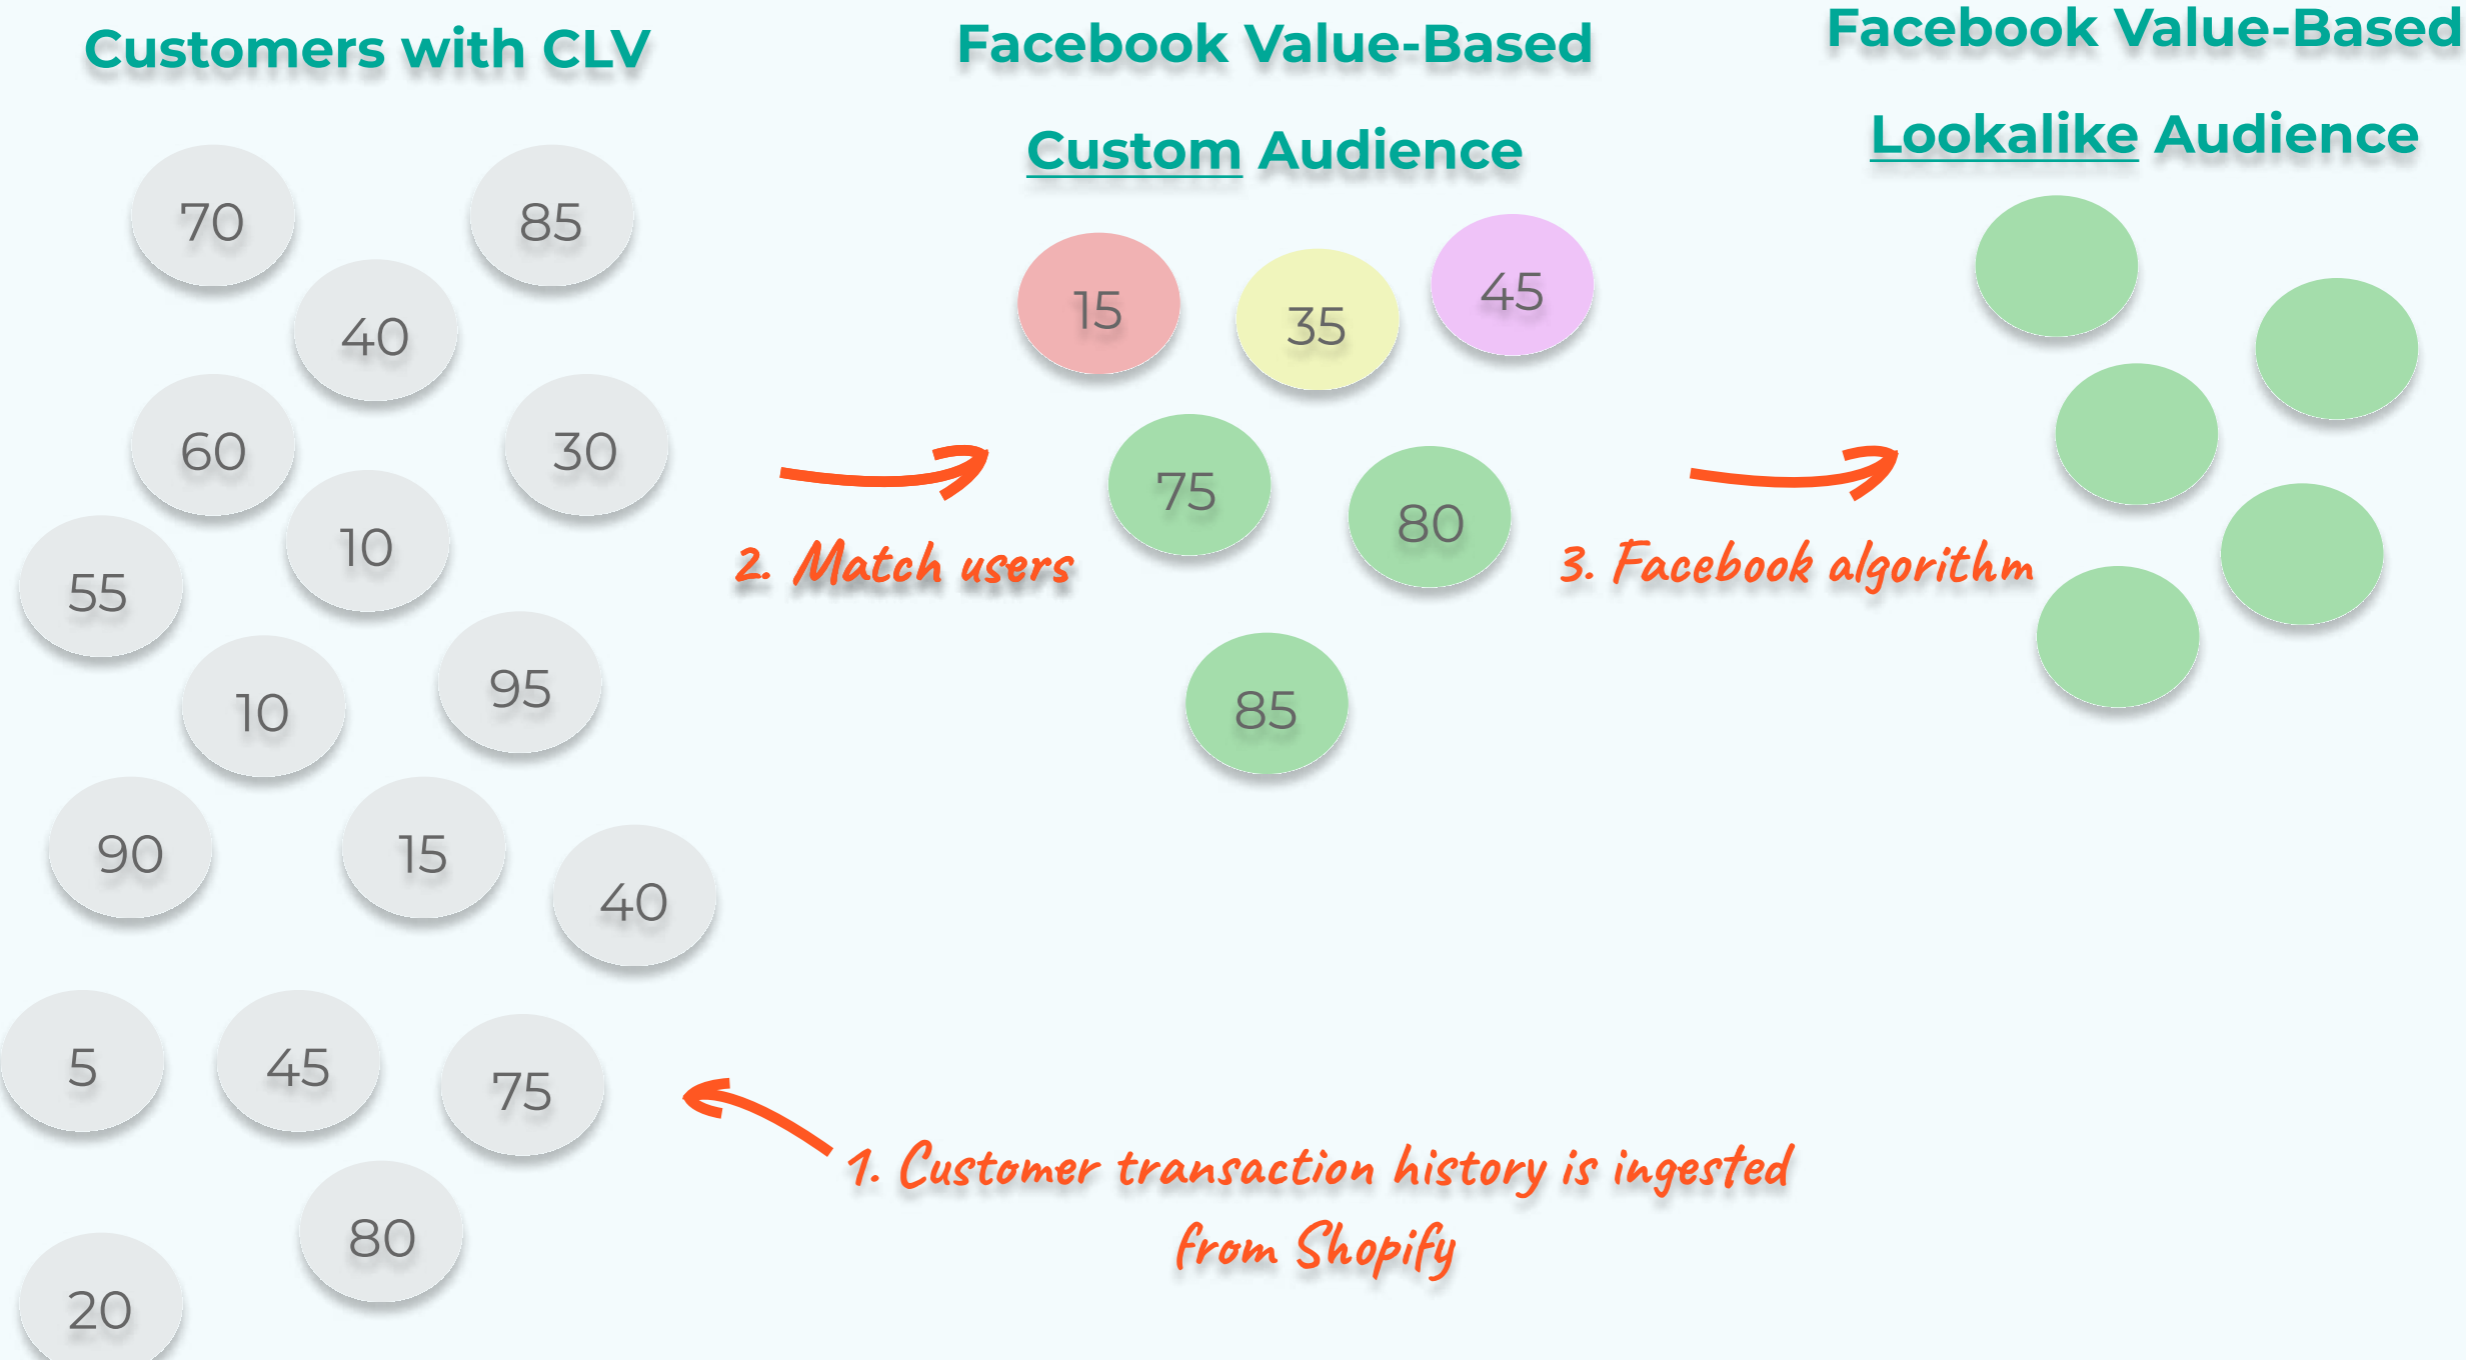 Customers with CLV
70
85
40
60
30
10
55
10
95
90
15
40
5
45
75
80
20
Facebook Value-Based
Custom Audience
15
35
45
75
80
85
Facebook Value-Based
Lookalike Audience
2. Match users
3. Facebook algorithm
1. Customer transaction history is ingested
from Shopify